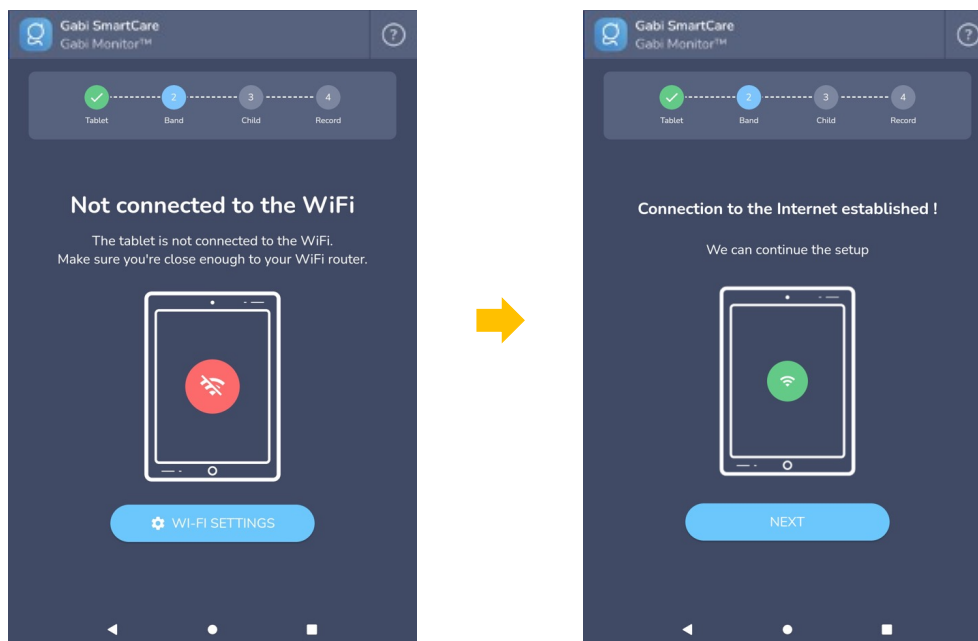 Gabi SmartCare
Gabi Monitor™
?
2
3
4
Tablet
Band
Child
Record
Not connected to the WiFi
The tablet is not connected to the WiFi.
Make sure you're close enough to your WiFi router.
WI-FI SETTINGS
Gabi SmartCare
Gabi Monitor™
?
2
3
4
Tablet
Band
Child
Record
Connection to the Internet established !
We can continue the setup
NEXT